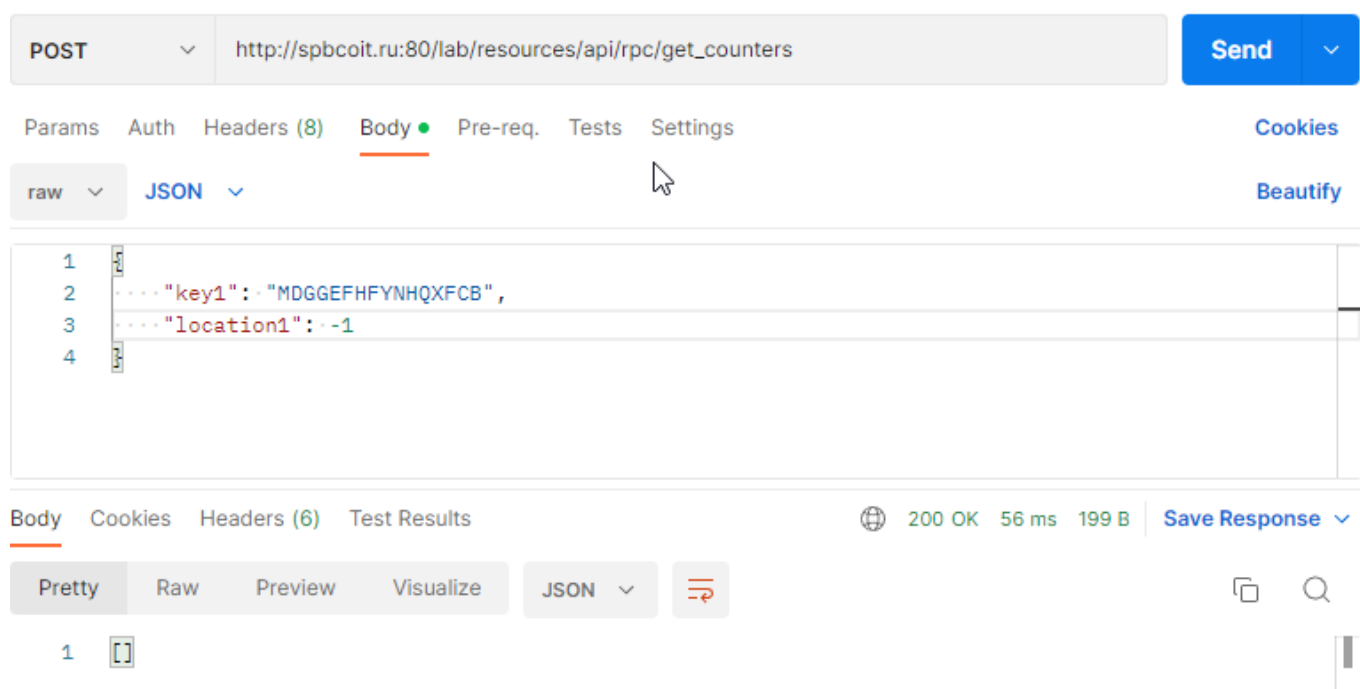 POST http://spbcoit.ru:80/lab/resources/api/rpc/get_counters Send
Params Auth Headers (8) Body Pre-req. Tests Settings Cookies
raw JSON Beautify
1 {
2 "key1": "MDGGEFHFYNHQXFCB",
3 "location1": -1
4 }
Body Cookies Headers (6) Test Results 200 OK 56 ms 199 B Save Response
Pretty Raw Preview Visualize JSON
1 []